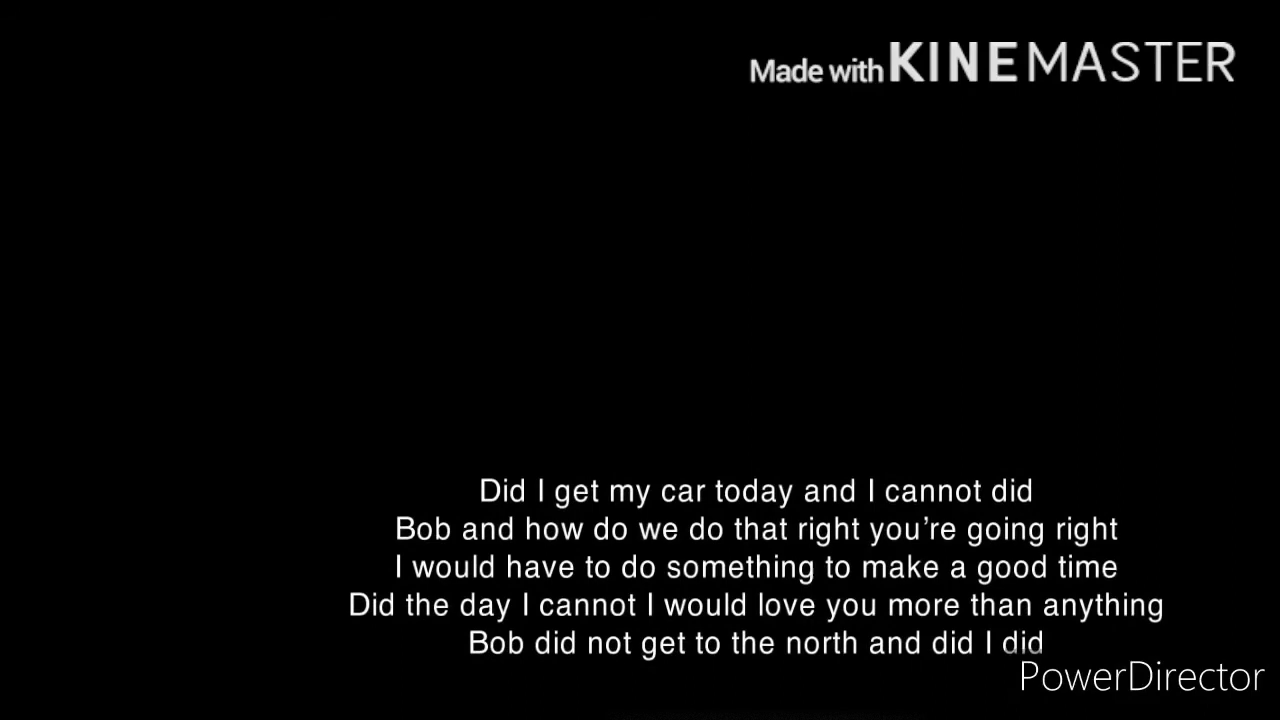 Made with KINEMASTER
Did I get my car today and I cannot did
Bob and how do we do that right you’re going right
I would have to do something to make a good time
Did the day I cannot I would love you more than anything
Bob did not get to the north and did I did
PowerDirector